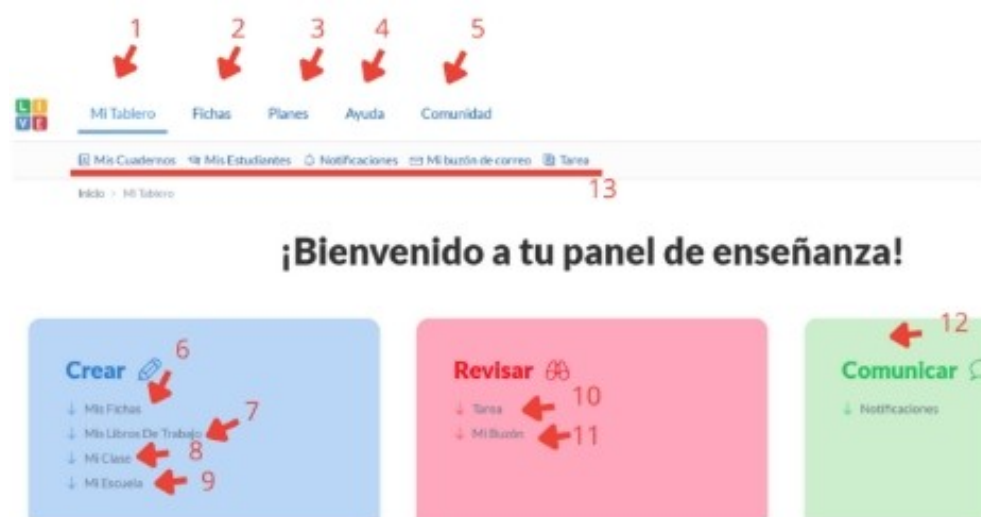 1 2 3 4 5
LIVE
Mi Tablero Fichas Planes Ayuda Comunidad
Mis Cuadernos Mis Estudiantes Notificaciones Mi buzón de correo Tarea
13
Inicio > Mi Tablero
¡Bienvenido a tu panel de enseñanza!
12
Crear 6
Revisar
Comunicar
↓ Mis Fichas
↓ Mis Libros De Trabajo 7
↓ Mi Clase 8
↓ Mi Escuela 9
↓ Tarea 10
↓ Mi Buzón 11
↓ Notificaciones